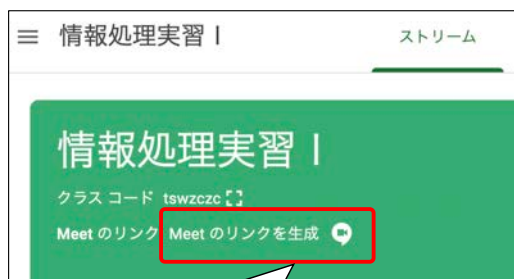 情報処理実習 I
ストリーム
情報処理実習 I
クラス コード tswzczc
Meet のリンク Meet のリンクを生成